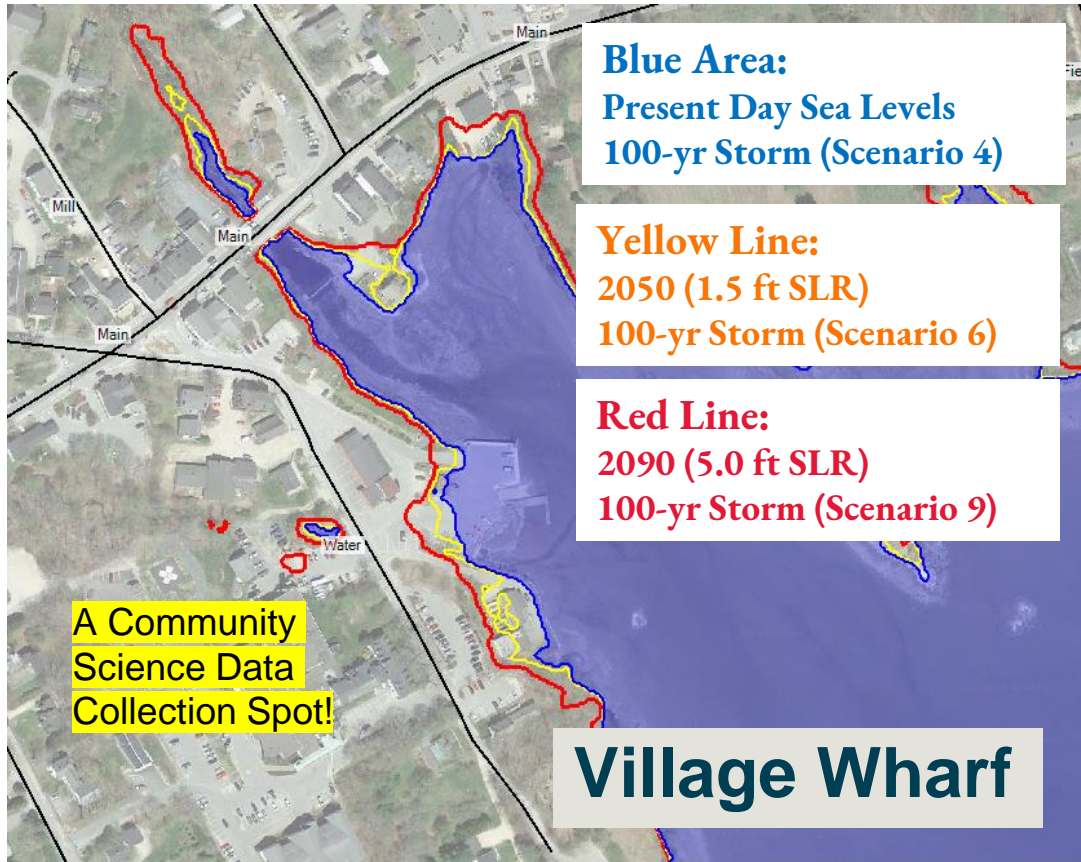 Main
Blue Area:
Present Day Sea Levels
100-yr Storm (Scenario 4)
Fie
Mill
Main
Yellow Line:
2050 (1.5 ft SLR)
100-yr Storm (Scenario 6)
Main
Red Line:
2090 (5.0 ft SLR)
100-yr Storm (Scenario 9)
Water
A Community
Science Data
Collection Spot!
Village Wharf